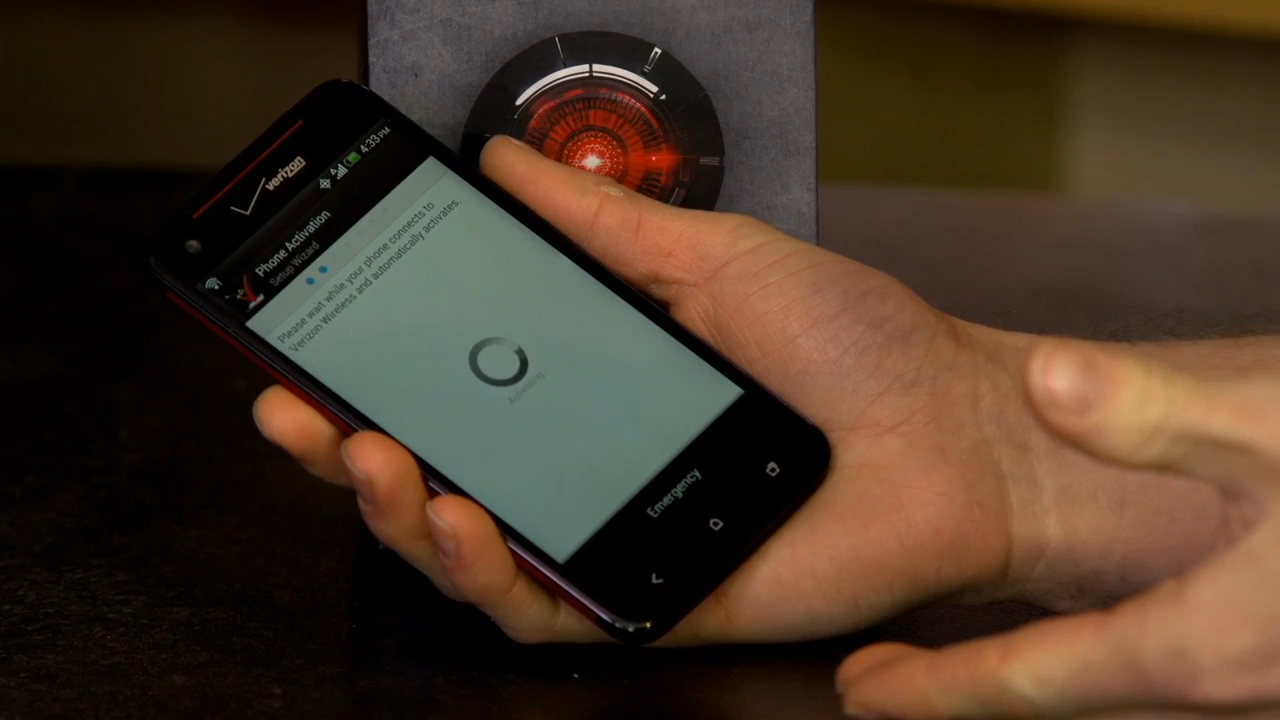 verizon
4:33 PM
Phone Activation
Setup Wizard
Please wait while your phone connects to
Verizon Wireless and automatically activates.
Activating
Emergency